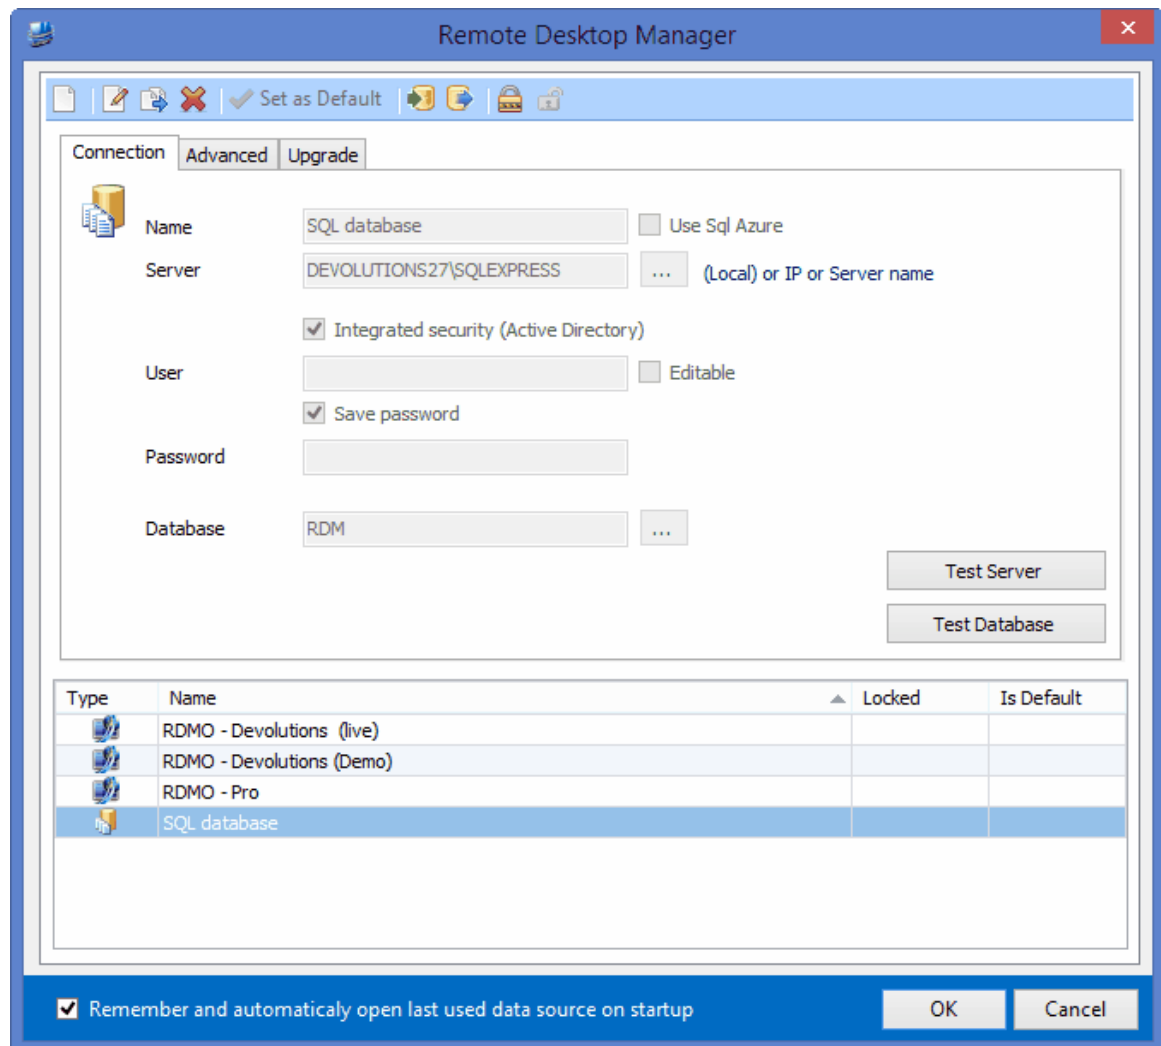 Remote Desktop Manager
Set as Default
Connection Advanced Upgrade
Name SQL database Use Sql Azure
Server DEVOLUTIONS27\SQLEXPRESS ... (Local) or IP or Server name
Integrated security (Active Directory)
User Editable
Save password
Password
Database RDM ...
Test Server
Test Database
Type Name Locked Is Default
RDMO - Devolutions (live)
RDMO - Devolutions (Demo)
RDMO - Pro
SQL database
Remember and automaticaly open last used data source on startup OK Cancel